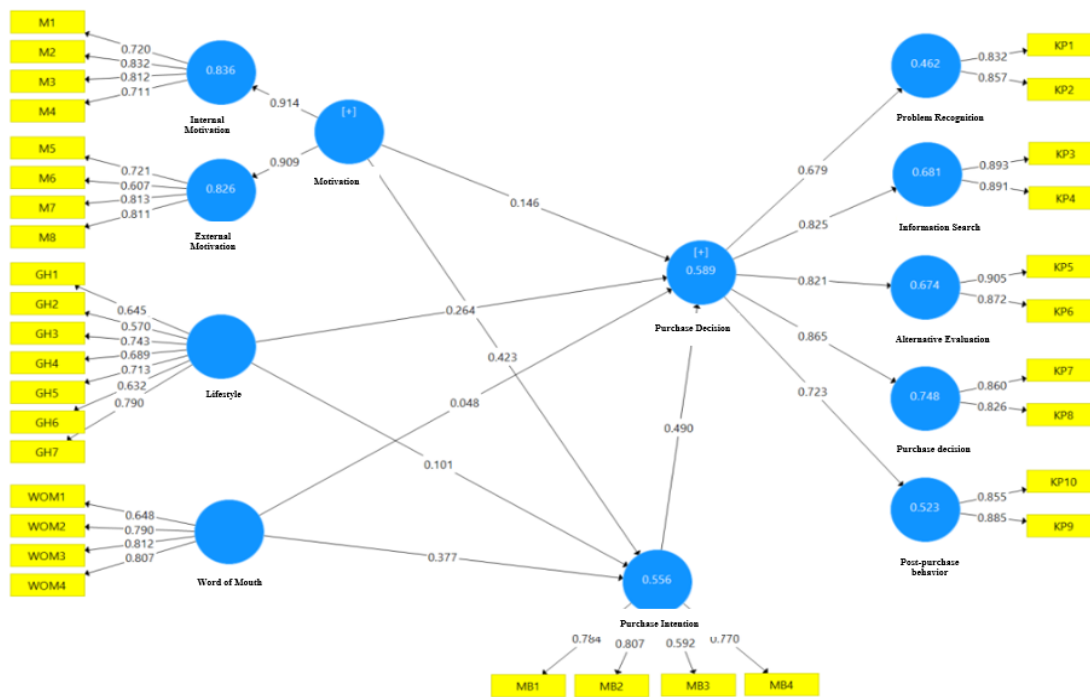 M1
M2
M3
M4
0.720
0.832
0.812
0.711
0.836
Internal
Motivation
0.914
M5
M6
M7
M8
0.721
0.607
0.813
0.811
0.826
External
Motivation
0.909
[+]
Motivation
GH1
GH2
GH3
GH4
GH5
GH6
GH7
0.645
0.570
0.743
0.689
0.713
0.632
0.790
Lifestyle
WOM1
WOM2
WOM3
WOM4
0.648
0.790
0.812
0.807
Word of Mouth
0.146
0.264
0.423
0.048
0.101
0.377
0.490
[+]
0.589
Purchase Decision
0.556
Purchase Intention
0.784
0.807
0.592
0.770
MB1
MB2
MB3
MB4
0.679
0.825
0.821
0.865
0.723
0.462
Problem Recognition
0.832
0.857
KP1
KP2
0.681
Information Search
0.893
0.891
KP3
KP4
0.674
Alternative Evaluation
0.905
0.872
KP5
KP6
0.748
Purchase decision
0.860
0.826
KP7
KP8
0.523
Post-purchase
behavior
0.855
0.885
KP10
KP9